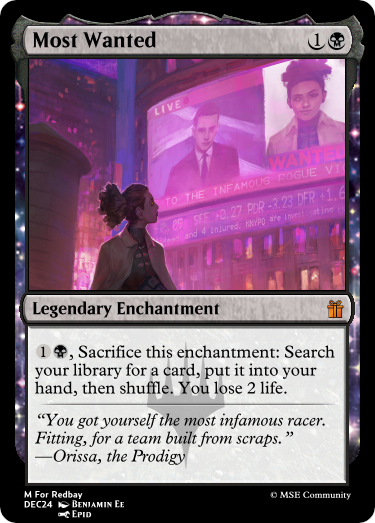 Most Wanted
1
LIVE
WANTED
TO THE INFAMOUS ROGUE
Legendary Enchantment
1 , Sacrifice this enchantment: Search
your library for a card, put it into your
hand, then shuffle. You lose 2 life.
“You got yourself the most infamous racer.
Fitting, for a team built from scraps.”
—Orissa, the Prodigy
M For Redbay
DEC24 Benjamin Ee
Epid
© MSE Community